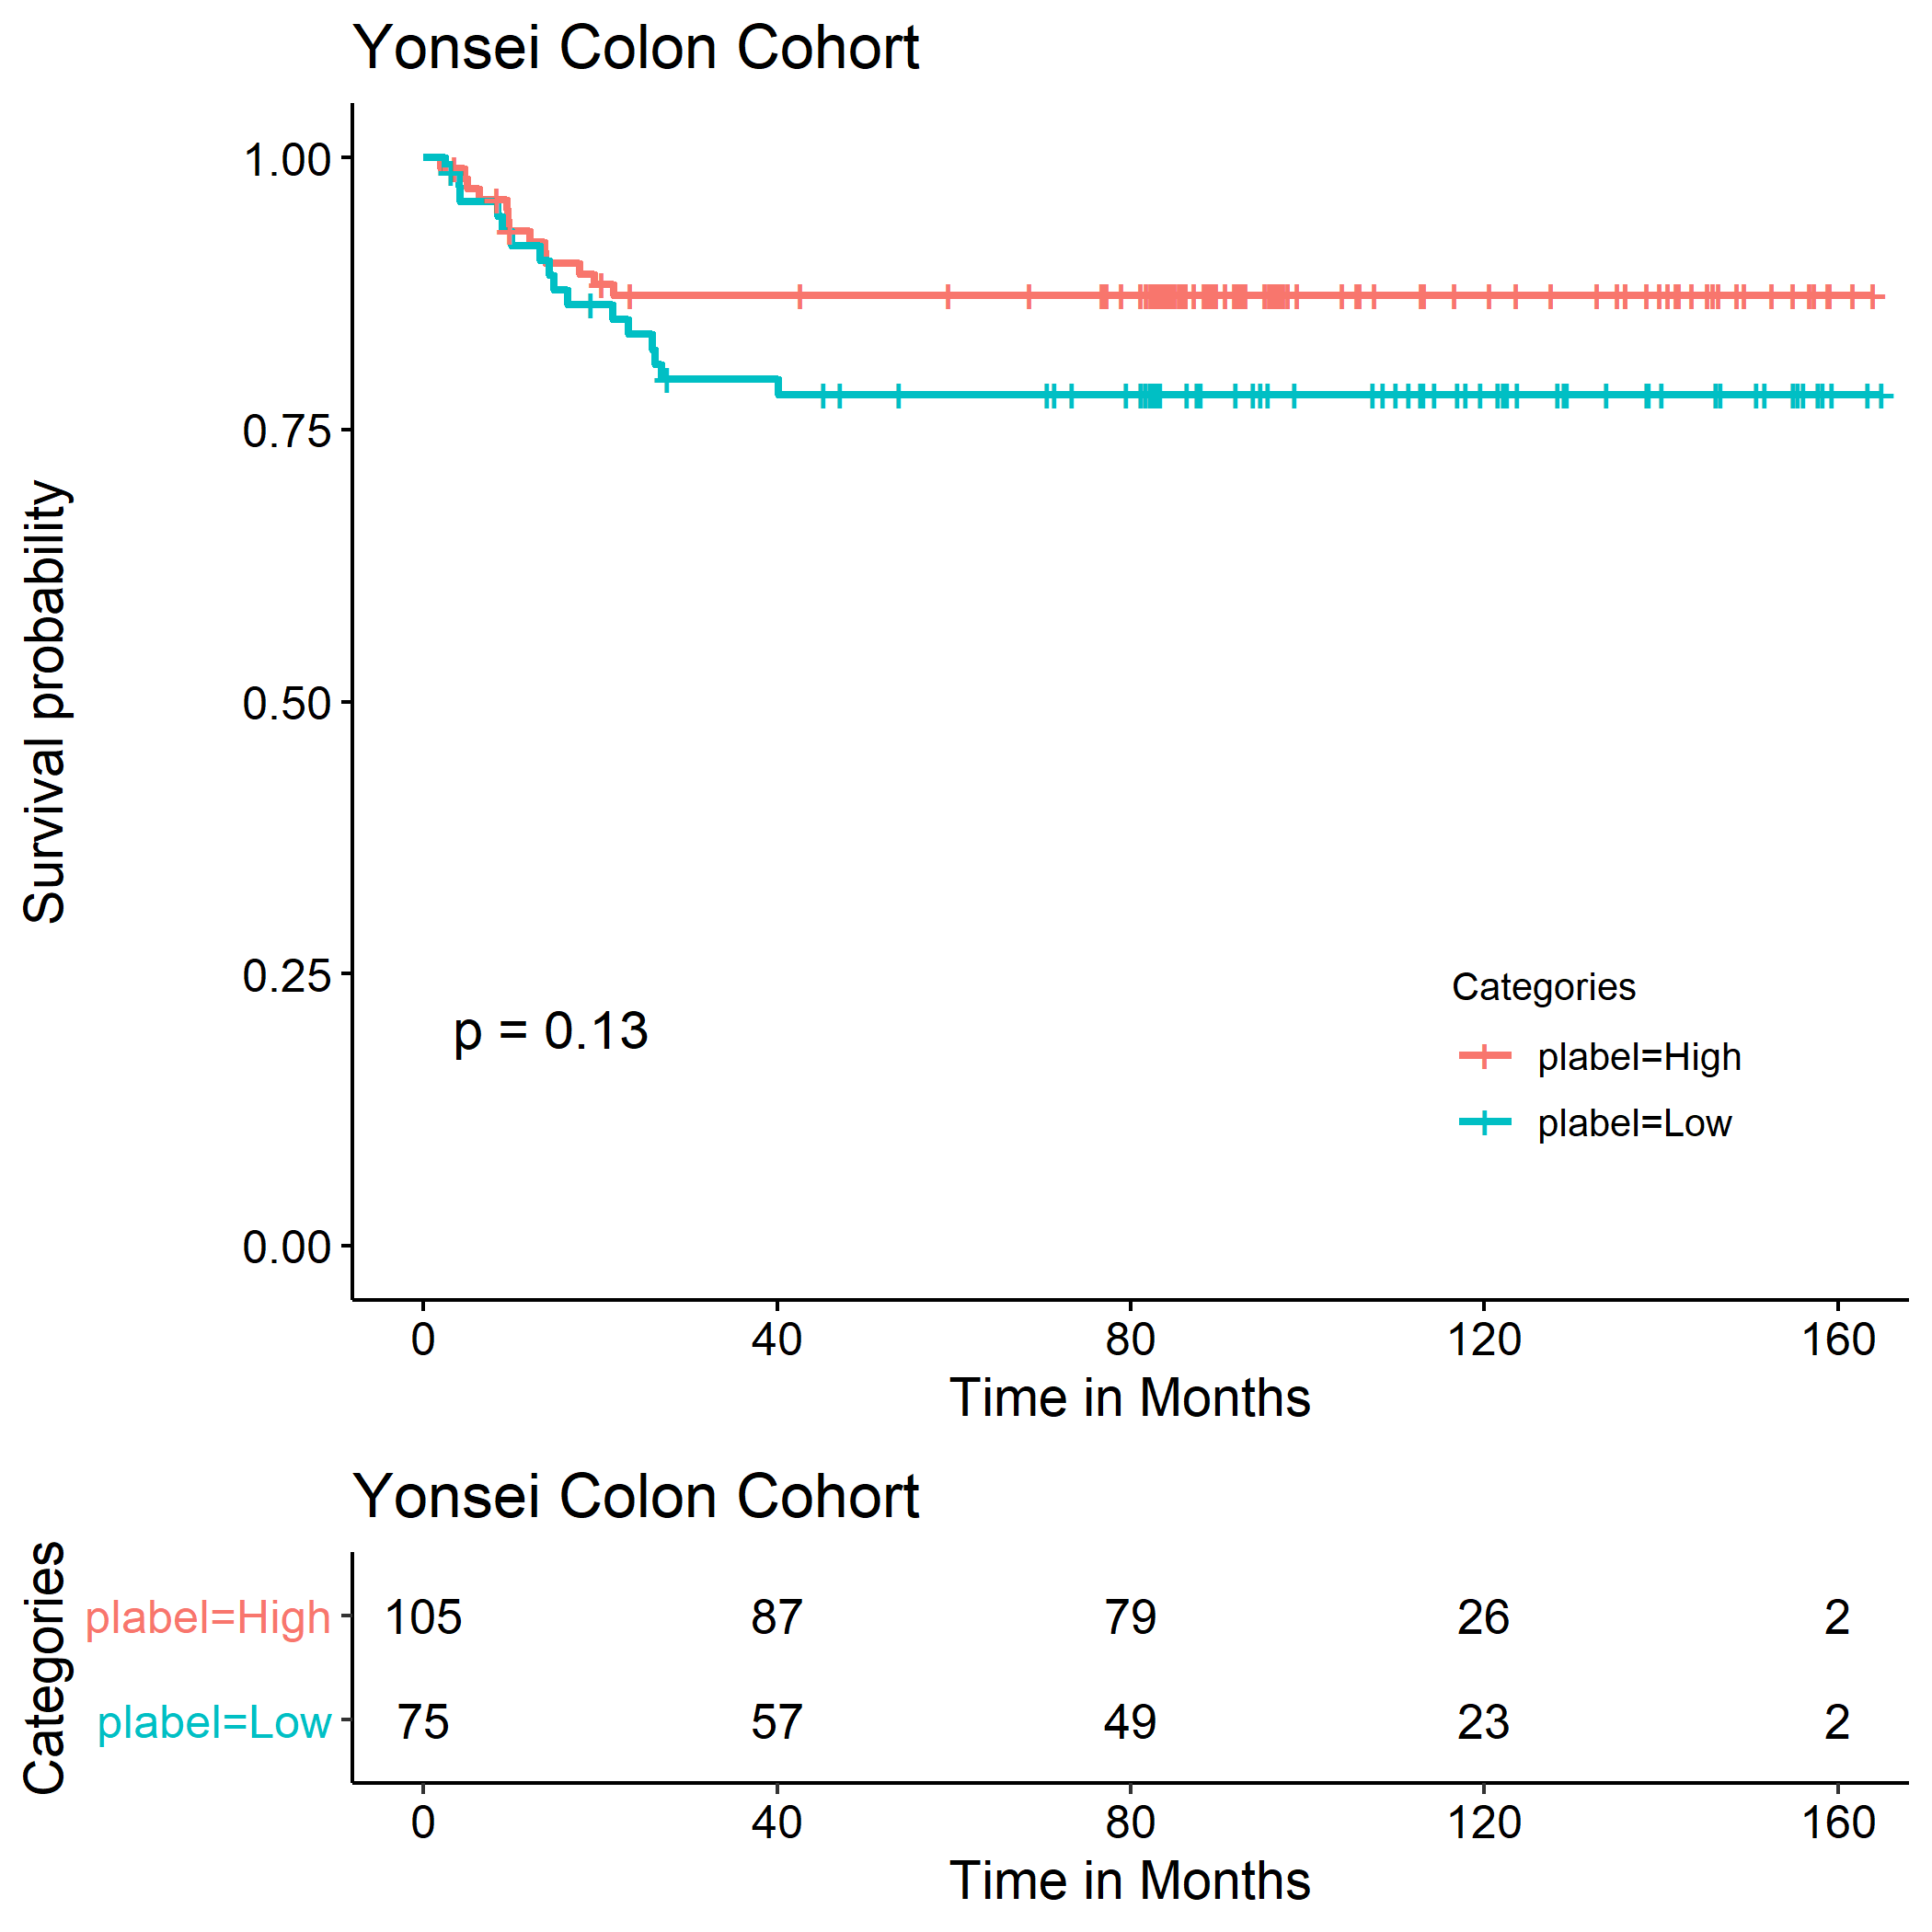 Yonsei Colon Cohort
Survival probability
1.00
0.75
0.50
0.25
0.00
p = 0.13
Categories
plabel=High
plabel=Low
0 40 80 120 160
Time in Months
Yonsei Colon Cohort
Categories
plabel=High 105 87 79 26 2
plabel=Low 75 57 49 23 2
0 40 80 120 160
Time in Months